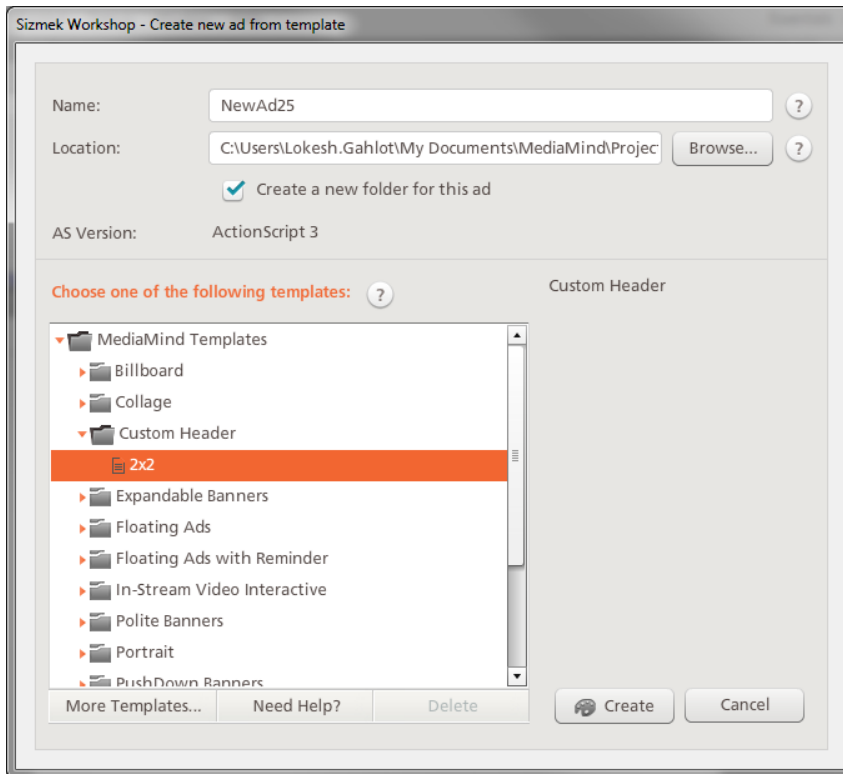 Sizmek Workshop - Create new ad from template
Name: NewAd25 ?
Location: C:\Users\Lokesh.Gahlot\My Documents\MediaMind\Projec Browse... ?
Create a new folder for this ad
AS Version: ActionScript 3
Choose one of the following templates: ? Custom Header
MediaMind Templates
Billboard
Collage
Custom Header
2x2
Expandable Banners
Floating Ads
Floating Ads with Reminder
In-Stream Video Interactive
Polite Banners
Portrait
PushDown Banners
More Templates... Need Help? Delete Create Cancel